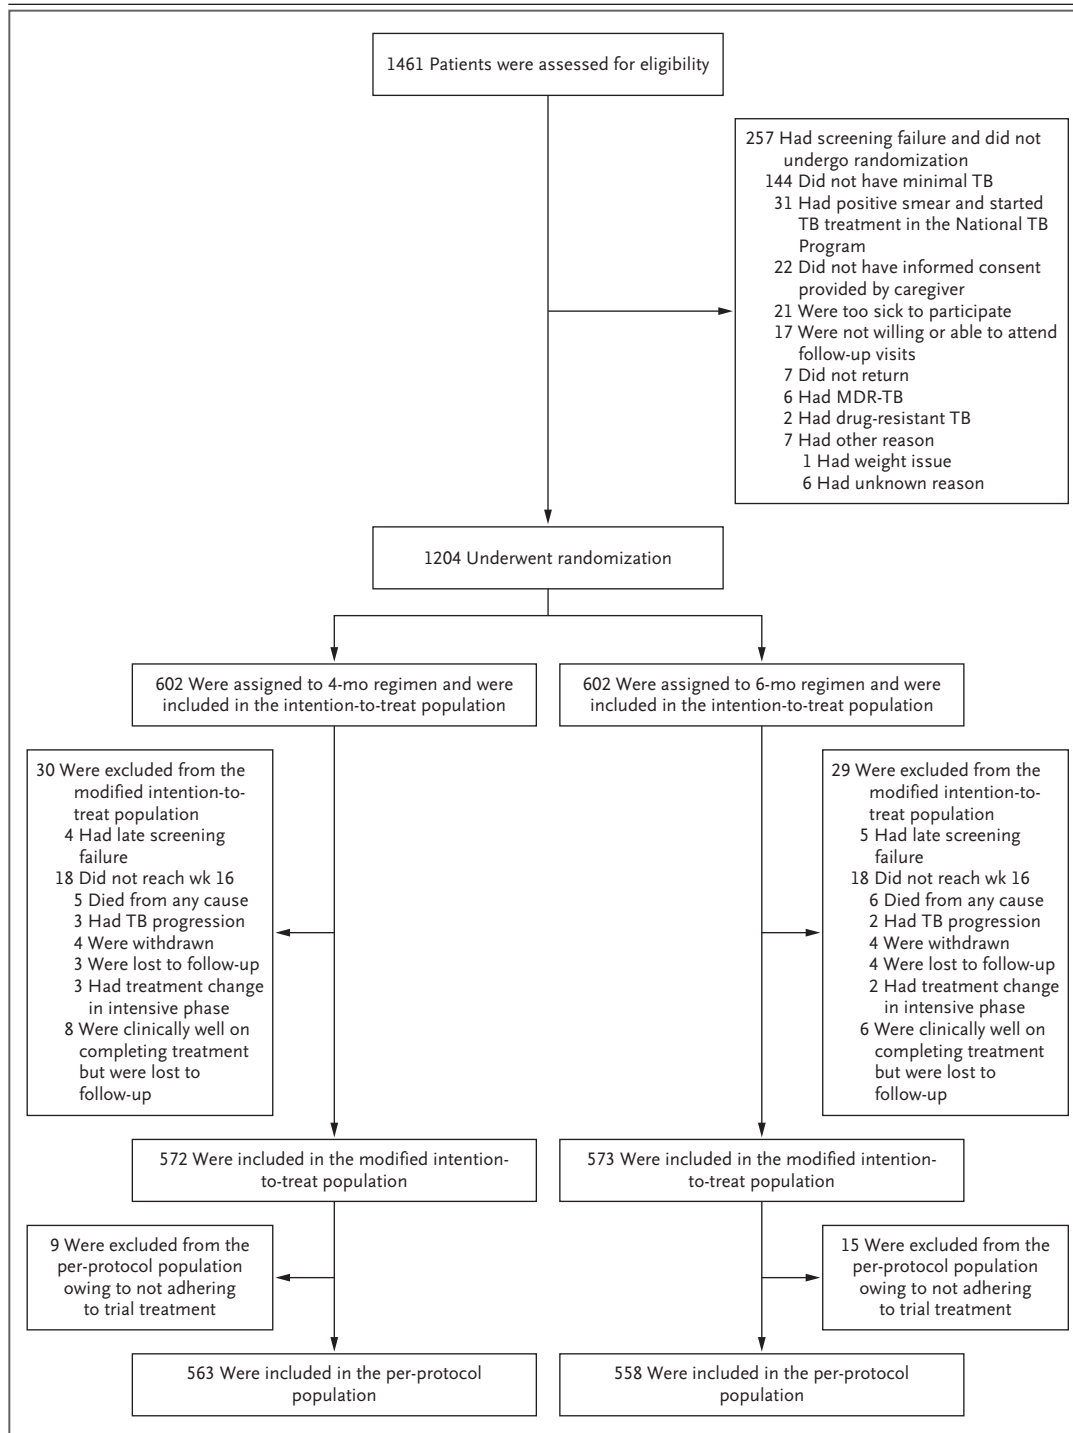 1461 Patients were assessed for eligibility
257 Had screening failure and did not
undergo randomization
144 Did not have minimal TB
31 Had positive smear and started
TB treatment in the National TB
Program
22 Did not have informed consent
provided by caregiver
21 Were too sick to participate
17 Were not willing or able to attend
follow-up visits
7 Did not return
6 Had MDR-TB
2 Had drug-resistant TB
7 Had other reason
1 Had weight issue
6 Had unknown reason
1204 Underwent randomization
602 Were assigned to 4-mo regimen and were
included in the intention-to-treat population
602 Were assigned to 6-mo regimen and were
included in the intention-to-treat population
30 Were excluded from the
modified intention-to-
treat population
4 Had late screening
failure
18 Did not reach wk 16
5 Died from any cause
3 Had TB progression
4 Were withdrawn
3 Were lost to follow-up
3 Had treatment change
in intensive phase
8 Were clinically well on
completing treatment
but were lost to
follow-up
29 Were excluded from the
modified intention-to-
treat population
5 Had late screening
failure
18 Did not reach wk 16
6 Died from any cause
2 Had TB progression
4 Were withdrawn
4 Were lost to follow-up
2 Had treatment change
in intensive phase
6 Were clinically well on
completing treatment
but were lost to
follow-up
572 Were included in the modified intention-
to-treat population
573 Were included in the modified intention-
to-treat population
9 Were excluded from the
per-protocol population
owing to not adhering
to trial treatment
15 Were excluded from the
per-protocol population
owing to not adhering
to trial treatment
563 Were included in the per-protocol
population
558 Were included in the per-protocol
population